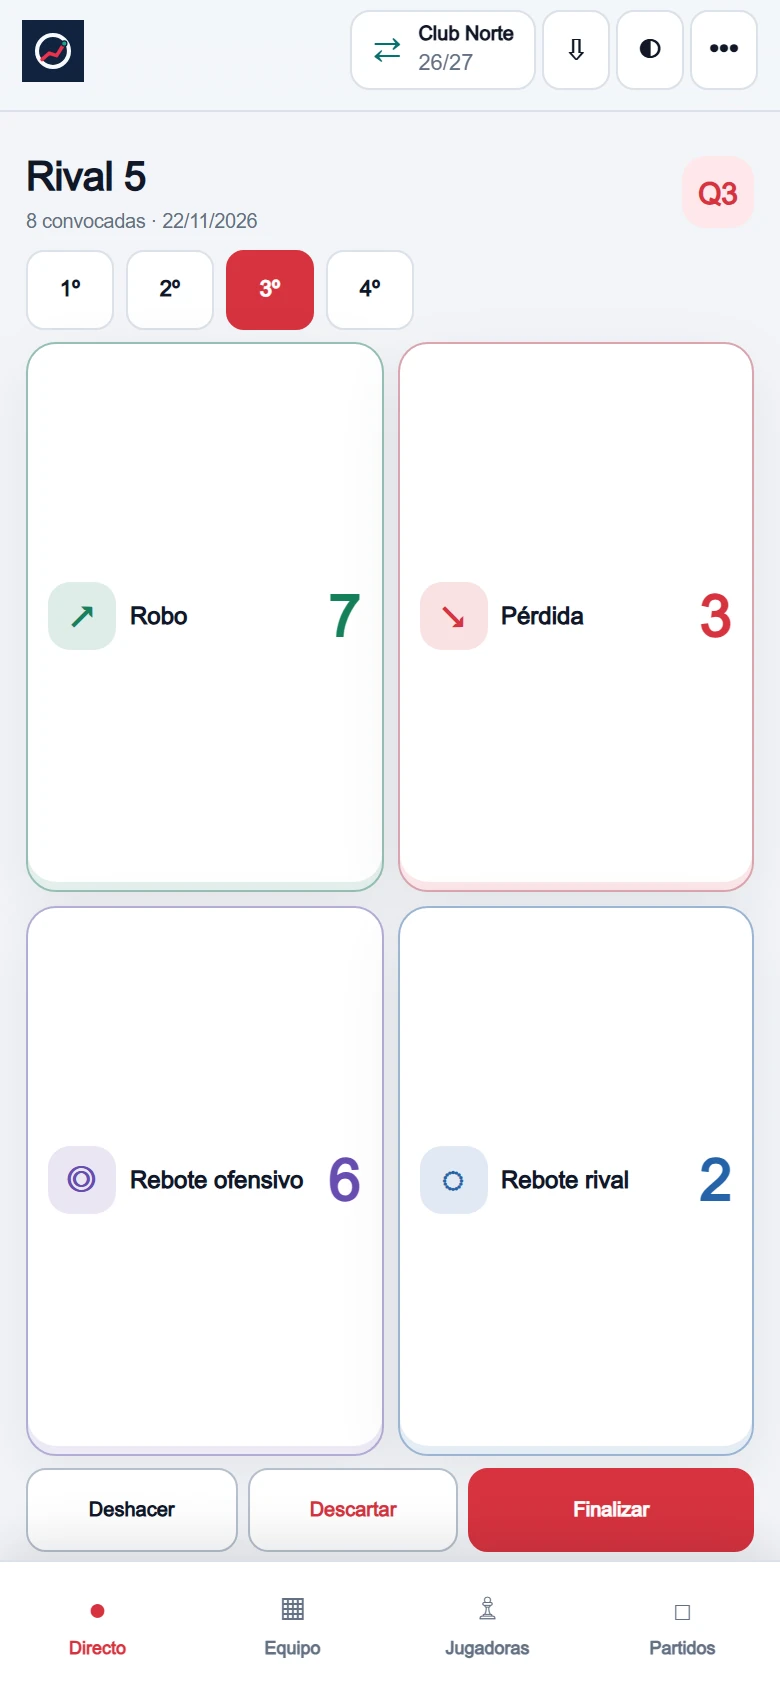 Club Norte
26/27
Rival 5
8 convocadas · 22/11/2026
Q3
1º
2º
3º
4º
Robo
7
Pérdida
3
Rebote ofensivo
6
Rebote rival
2
Deshacer
Descartar
Finalizar
Directo
Equipo
Jugadoras
Partidos